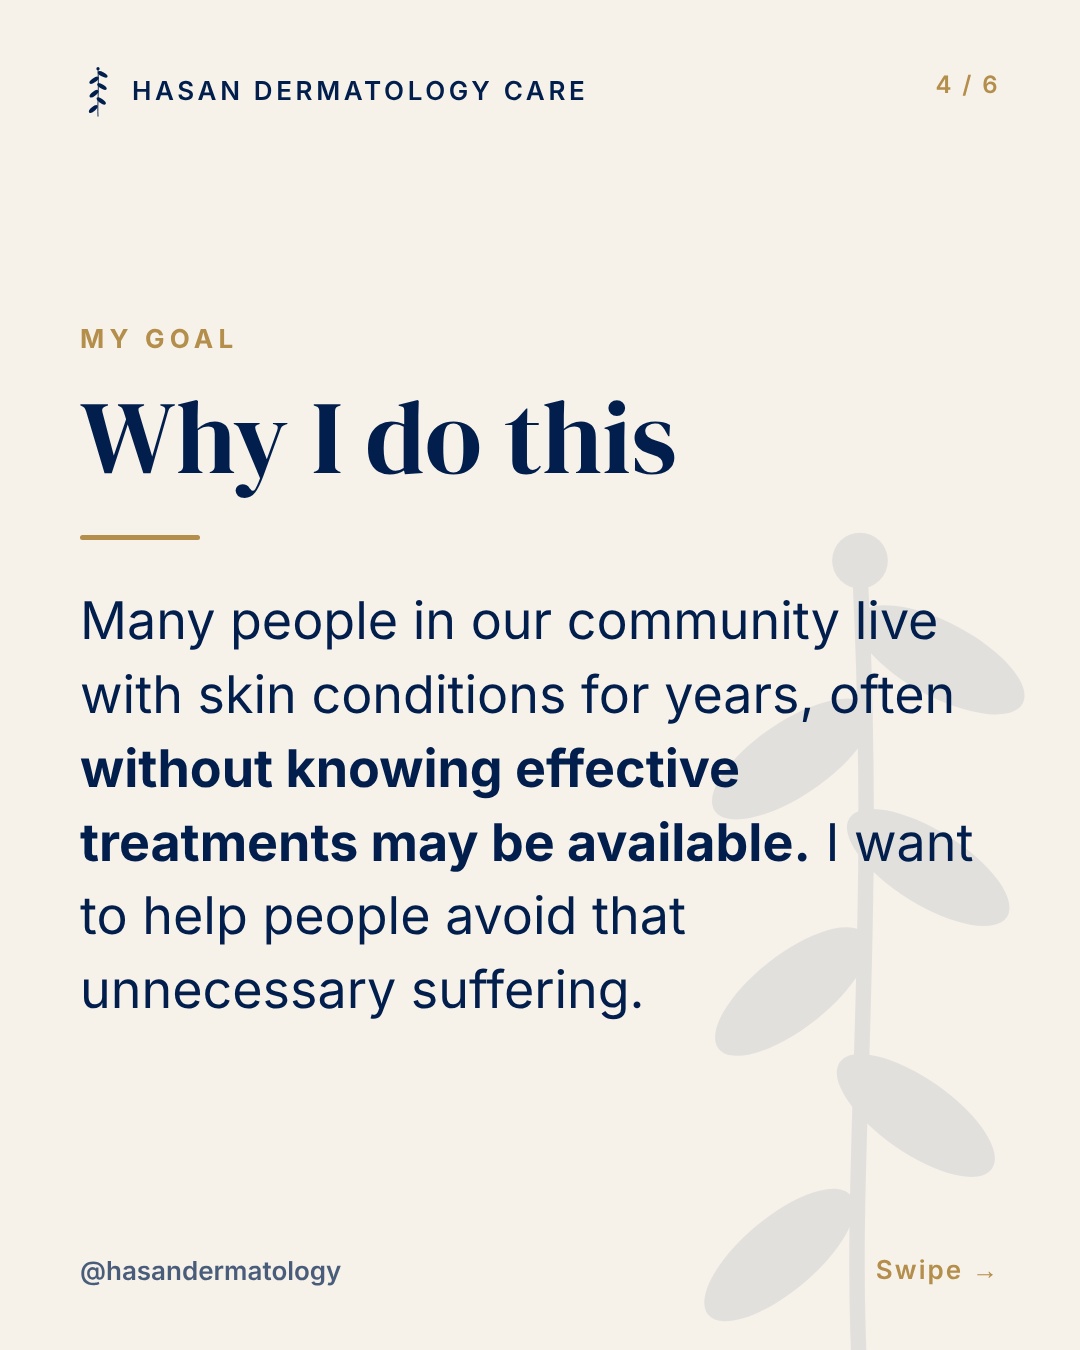 HASAN DERMATOLOGY CARE
4 / 6
MY GOAL
Why I do this
Many people in our community live
with skin conditions for years, often
without knowing effective
treatments may be available. I want
to help people avoid that
unnecessary suffering.
@hasandermatology
Swipe →